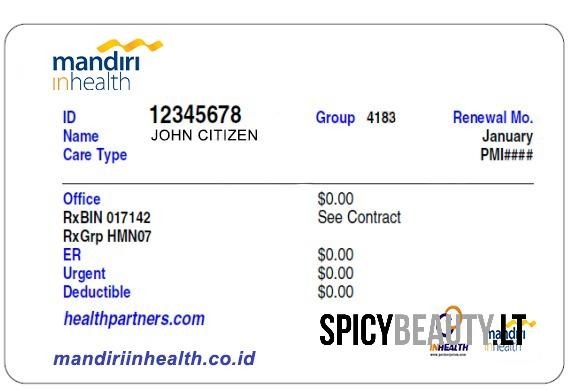 mandiri
inhealth
ID 12345678 Group 4183 Renewal Mo.
Name JOHN CITIZEN January
Care Type PMI####
Office $0.00
RxBIN 017142 See Contract
RxGrp HMN07
ER $0.00
Urgent $0.00
Deductible $0.00
healthpartners.com
SPICYBEAUTY.LT
INHEALTH
mandiri
inhealth
mandiriinhealth.co.id